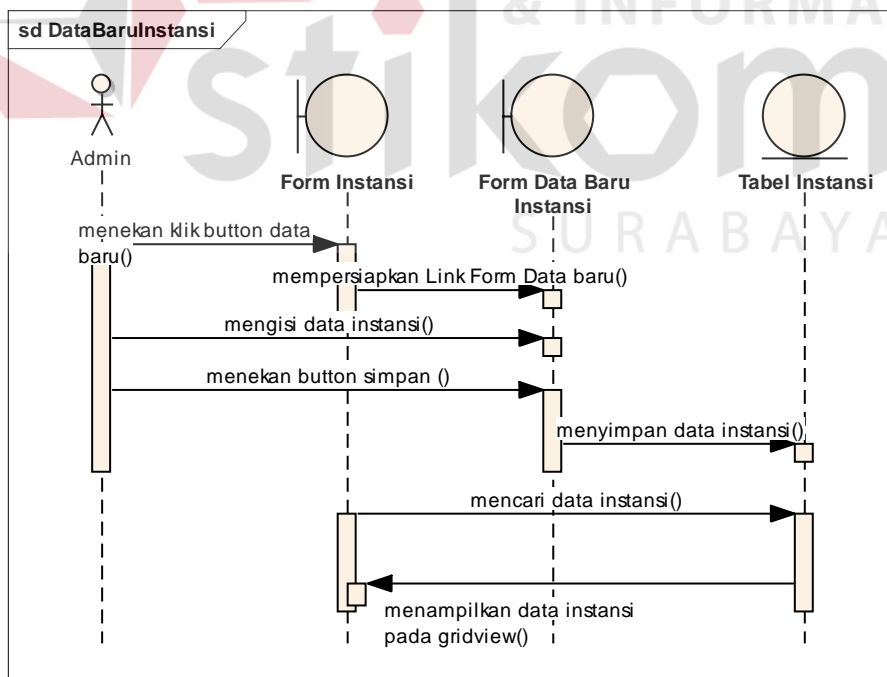 & INFORMA
sd DataBaruInstansi
stikom
SURABAYA
Admin
Form Instansi
Form Data Baru
Instansi
Tabel Instansi
menekan klik button data
baru()
mempersiapkan Link Form Data baru()
mengisi data instansi()
menekan button simpan ()
menyimpan data instansi()
mencari data instansi()
menampilkan data instansi
pada gridview()